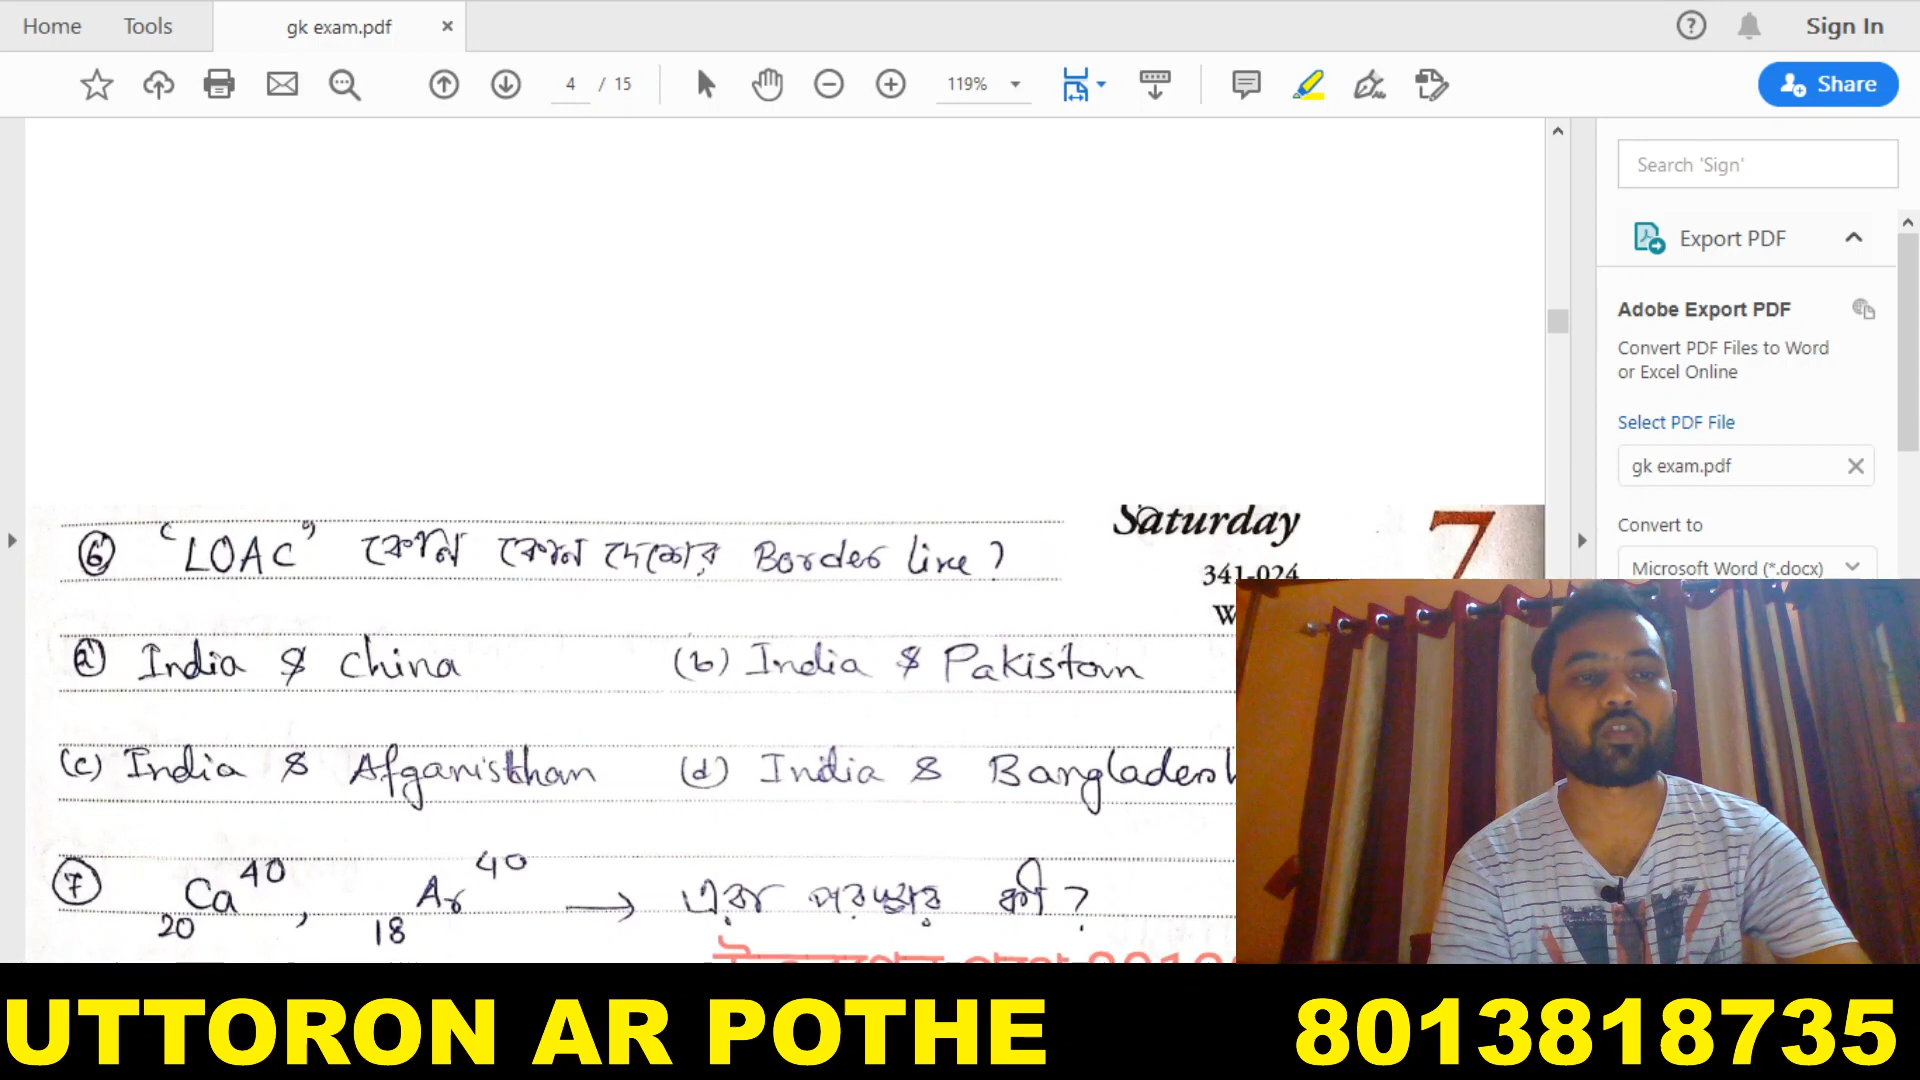 Home Tools gk exam.pdf × Sign In
4 / 15 119% Share
Search 'Sign'
Export PDF
Adobe Export PDF
Convert PDF Files to Word
or Excel Online
Select PDF File
gk exam.pdf
Convert to
Microsoft Word (*.docx)
Saturday 7
341-024
W
6 "LOAC" কোন কোন দেশের Border line ?
(a) India & China (b) India & Pakistan
(c) India & Afganisthan (d) India & Bangladesh
7 20Ca40, 18Ar40 → এরা পরস্পর কী ?
UTTORON AR POTHE 8013818735